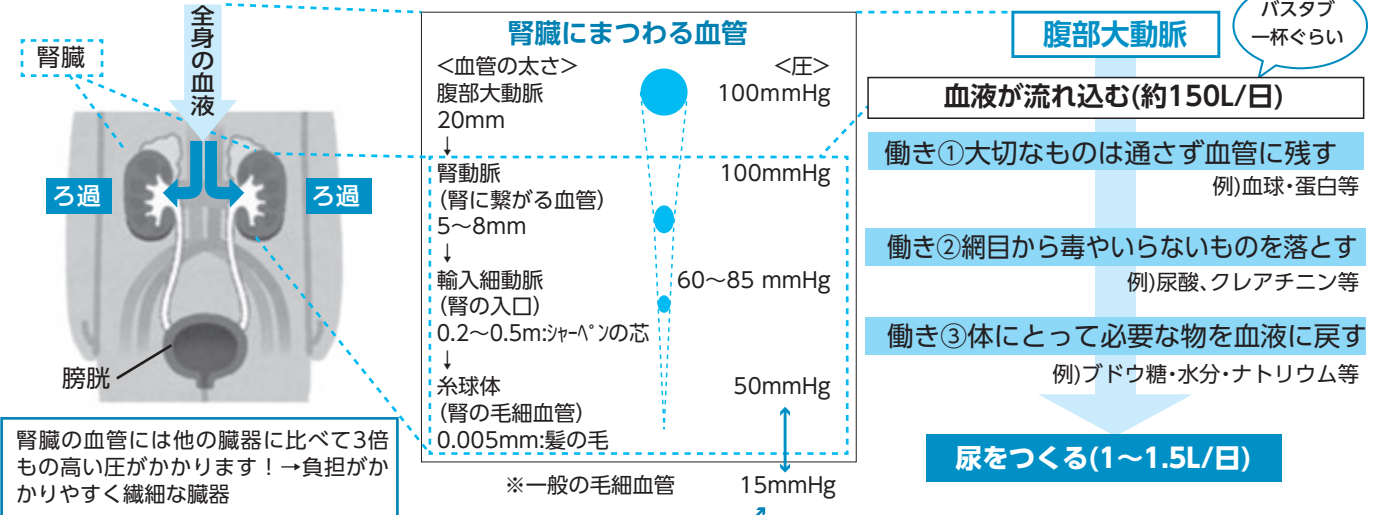 全身の血液
腎臓
ろ過
ろ過
膀胱
腎臓の血管には他の臓器に比べて3倍
もの高い圧がかかります!→負担がか
かりやすく繊細な臓器
腎臓にまつわる血管
<血管の太さ> <圧>
腹部大動脈 100mmHg
20mm
↓
腎動脈 100mmHg
(腎に繋がる血管)
5〜8mm
↓
輸入細動脈 60〜85 mmHg
(腎の入口)
0.2〜0.5m:シャーペンの芯
↓
糸球体 50mmHg
(腎の毛細血管)
0.005mm:髪の毛
※一般の毛細血管 15mmHg
腹部大動脈
バスタブ
一杯ぐらい
血液が流れ込む(約150L/日)
働き①大切なものは通さず血管に残す
例)血球・蛋白等
働き②網目から毒やいらないものを落とす
例)尿酸、クレアチニン等
働き③体にとって必要な物を血液に戻す
例)ブドウ糖・水分・ナトリウム等
尿をつくる(1〜1.5L/日)